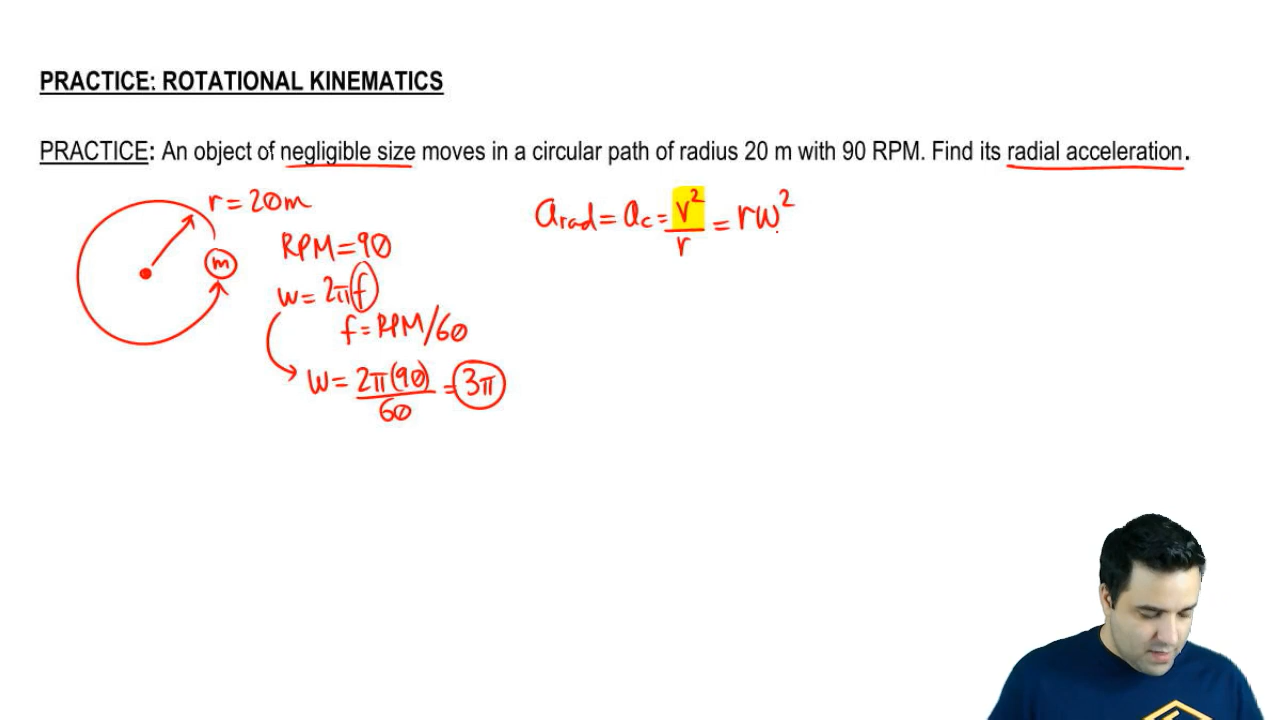 PRACTICE: ROTATIONAL KINEMATICS
PRACTICE: An object of negligible size moves in a circular path of radius 20 m with 90 RPM. Find its radial acceleration.
r = 20m
RPM = 90
m
w = 2π f
f = RPM/60
w = 2π(90)/60 = 3π
arad = ac = v²/r = rw²